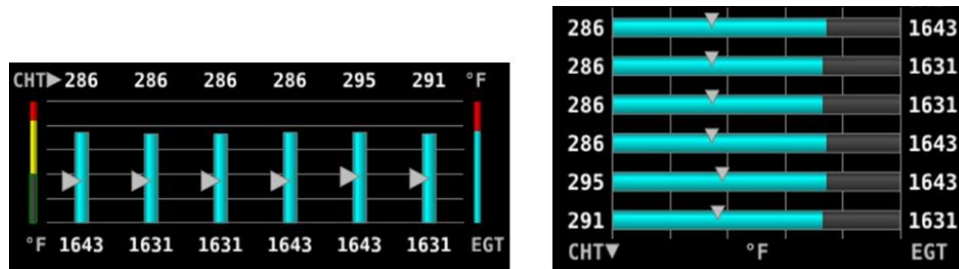 CHT▶286 286 286 286 295 291 °F
°F 1643 1631 1631 1643 1643 1631 EGT
286 1643
286 1631
286 1631
286 1643
295 1643
291 1631
CHT▼ °F EGT